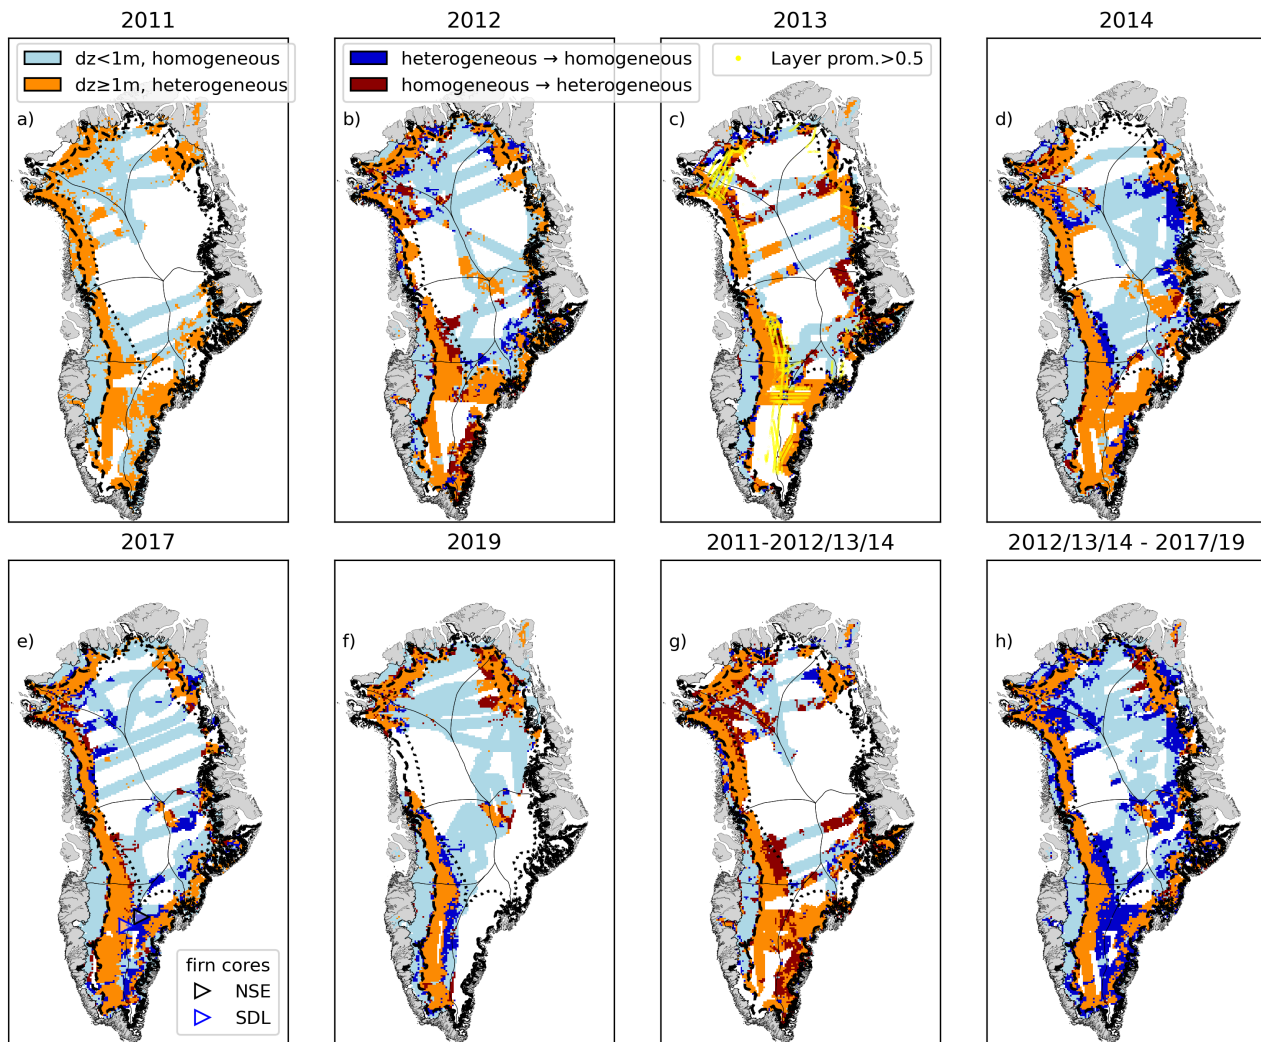 2011
2012
2013
2014
dz<1m, homogeneous
dz≥1m, heterogeneous
heterogeneous → homogeneous
homogeneous → heterogeneous
Layer prom.>0.5
a)
b)
c)
d)
2017
2019
2011-2012/13/14
2012/13/14 - 2017/19
e)
f)
g)
h)
firn cores
NSE
SDL